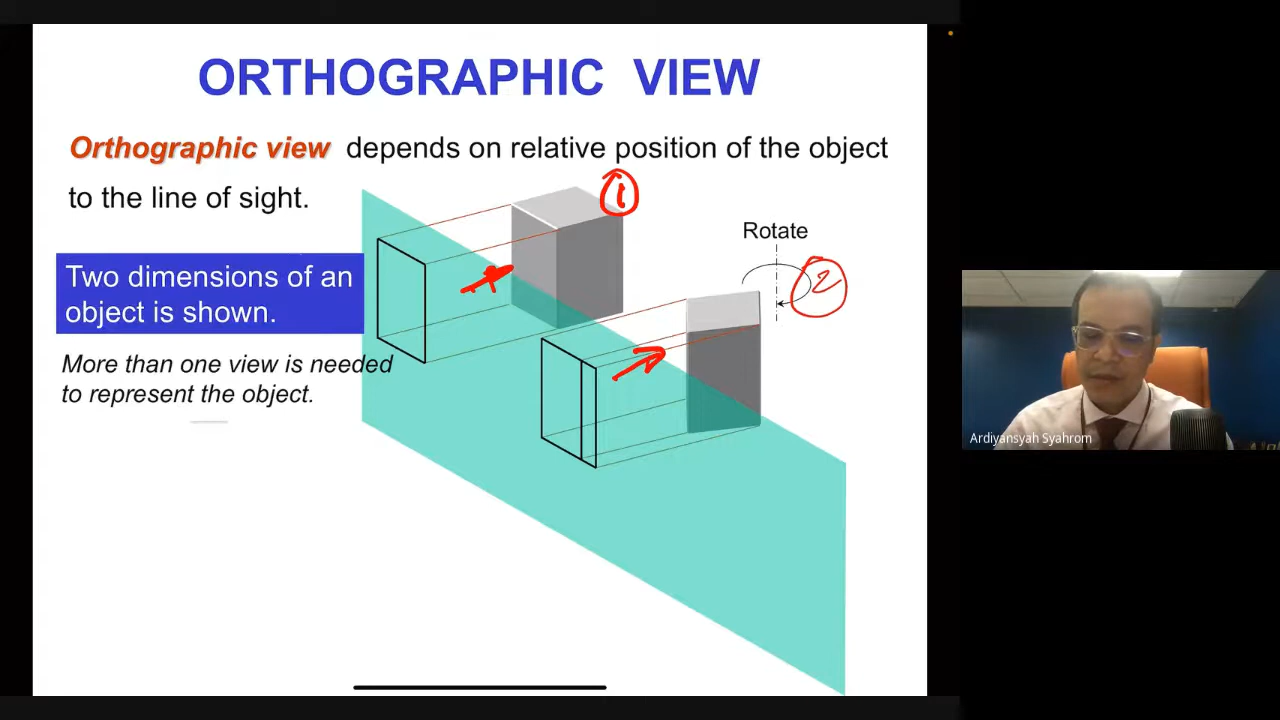 ORTHOGRAPHIC VIEW
Orthographic view depends on relative position of the object
to the line of sight.
1
Rotate
2
Two dimensions of an
object is shown.
More than one view is needed
to represent the object.
Ardiyansyah Syahrom